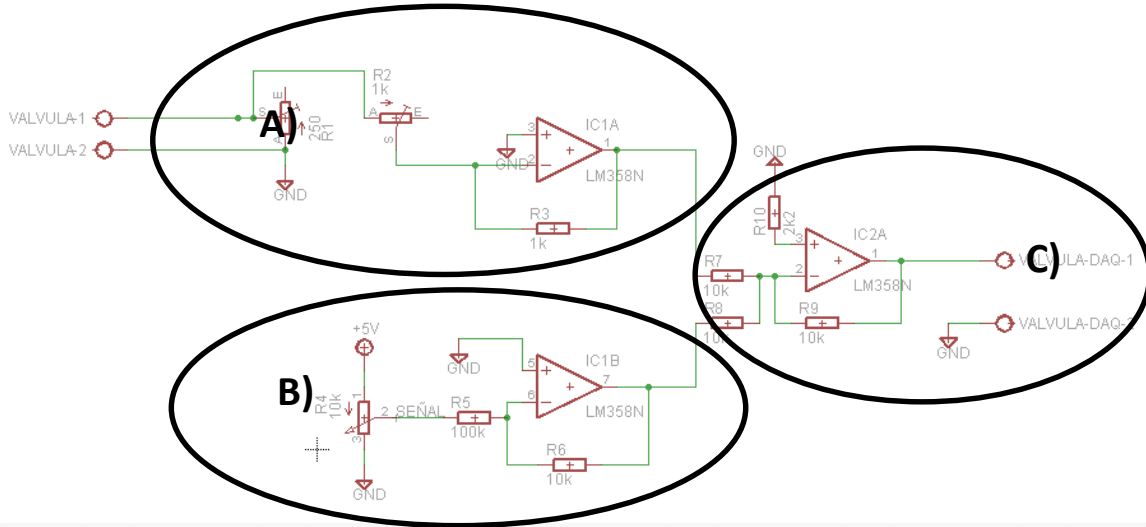 VALVULA-1
VALVULA-2
S
E
A
A)
250
R1
GND
R2
1k
A
E
S
3
2
GND
IC1A
1
LM358N
R3
1k
GND
R10
2k2
IC2A
3
2
1
LM358N
R7
10k
R8
10k
R9
10k
C)
VALVULA-DAQ-1
VALVULA-DAQ-
GND
+5V
B)
R4
10k
1
2
3
SEÑAL
GND
R5
100k
GND
5
6
IC1B
7
LM358N
R6
10k